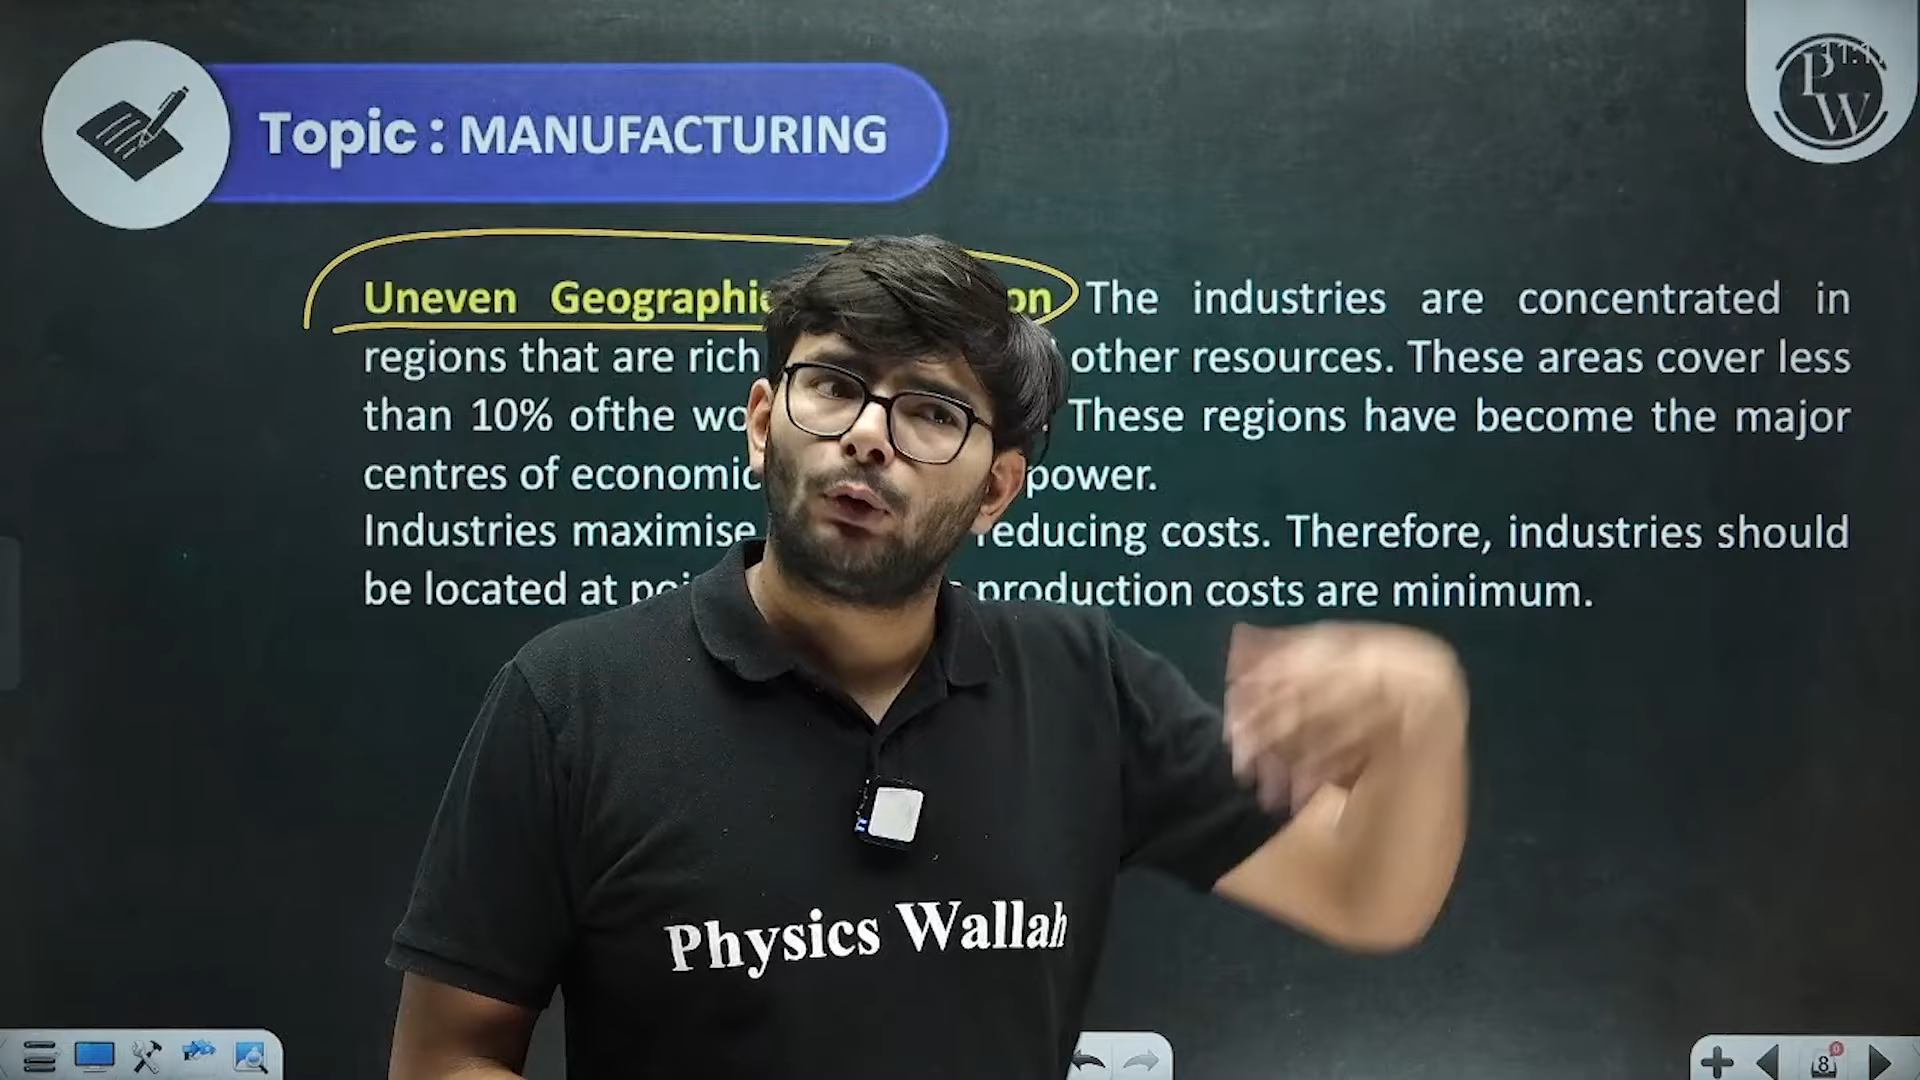 Topic : MANUFACTURING
PW
Uneven Geographic on The industries are concentrated in
regions that are rich other resources. These areas cover less
than 10% ofthe These regions have become the major
centres of economic power.
Industries maximise reducing costs. Therefore, industries should
be located at production costs are minimum.
Physics Wallah
8